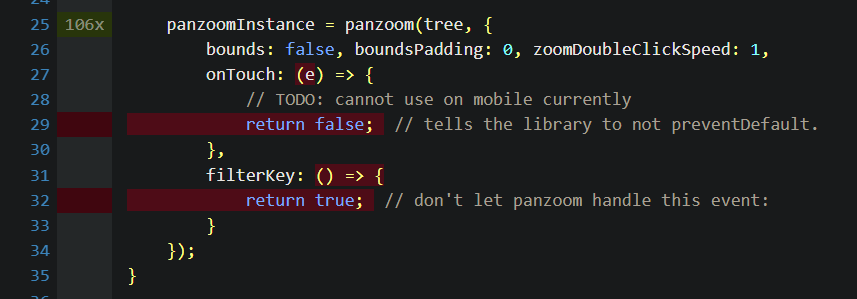 25 106x panzoomInstance = panzoom(tree, {
26 bounds: false, boundsPadding: 0, zoomDoubleClickSpeed: 1,
27 onTouch: (e) => {
28 // TODO: cannot use on mobile currently
29 return false; // tells the library to not preventDefault.
30 },
31 filterKey: () => {
32 return true; // don't let panzoom handle this event:
33 }
34 });
35 }